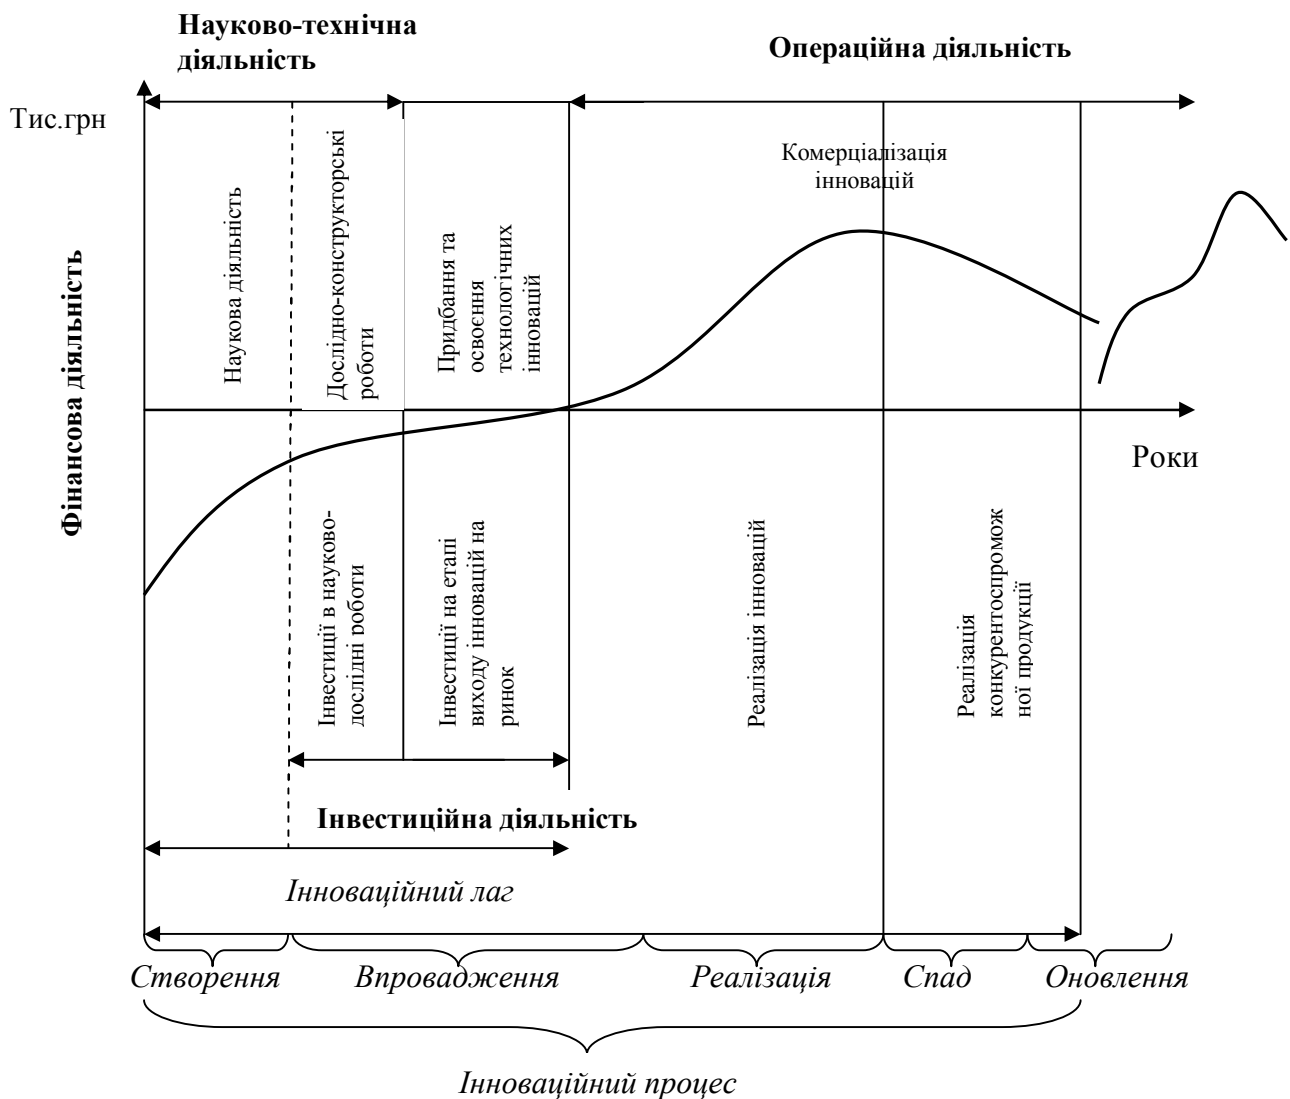 Науково-технічна
діяльність
Операційна діяльність
Тис.грн
Комерціалізація
інновацій
Фінансова діяльність
Наукова діяльність
Дослідно-конструкторські
роботи
Придбання та
освоєння
технологічних
інновацій
Роки
Інвестиції в науково-
дослідні роботи
Інвестиції на етапі
виходу інновацій на
ринок
Реалізація інновацій
Реалізація
конкурентоспромож
ної продукції
Інвестиційна діяльність
Інноваційний лаг
Створення
Впровадження
Реалізація
Спад
Оновлення
Інноваційний процес